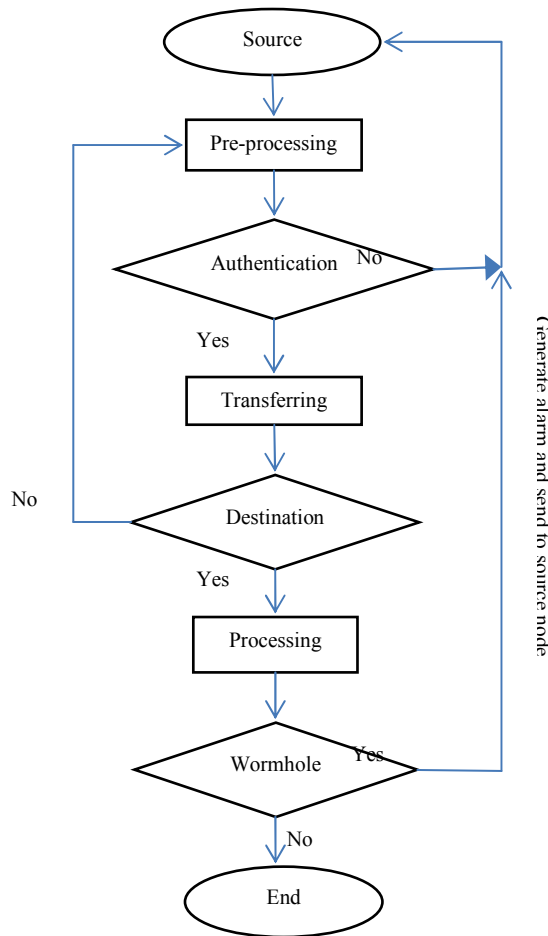 Source
Pre-processing
Authentication
No
Yes
Transferring
Destination
No
Yes
Processing
Wormhole
Yes
No
End
Generate alarm and send to source node